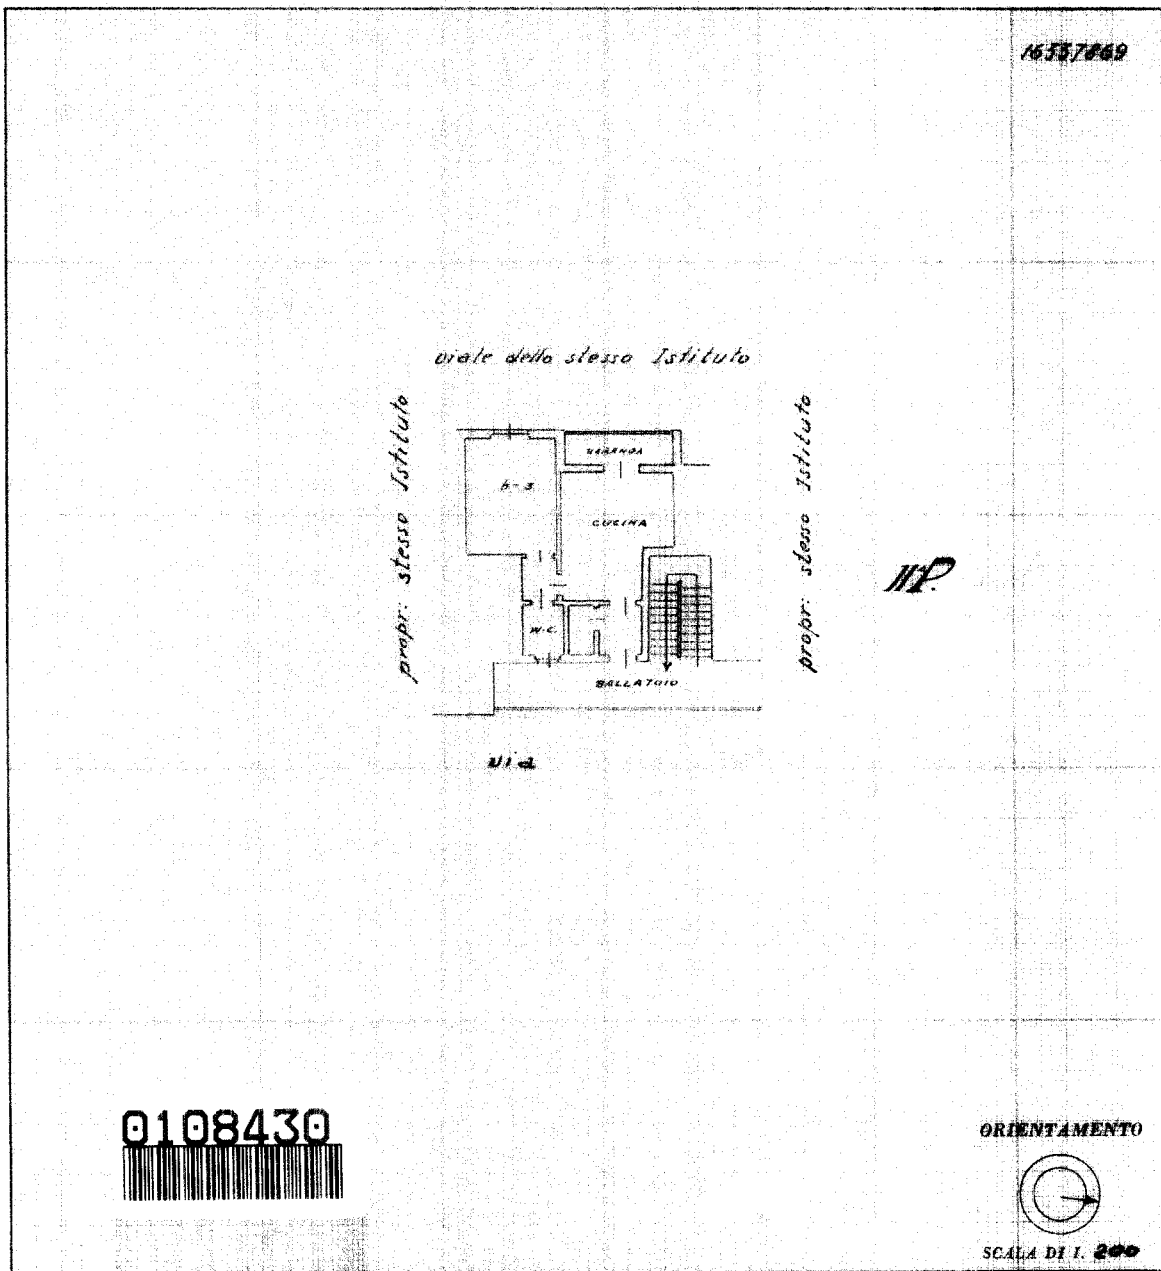 16557869
viale dello stesso Istituto
propr: stesso Istituto
propr: stesso Istituto
VERANDA
h-3
CUCINA
W.C.
BALLATOIO
via
0108430
ORIENTAMENTO
SCALA DI 1. 200